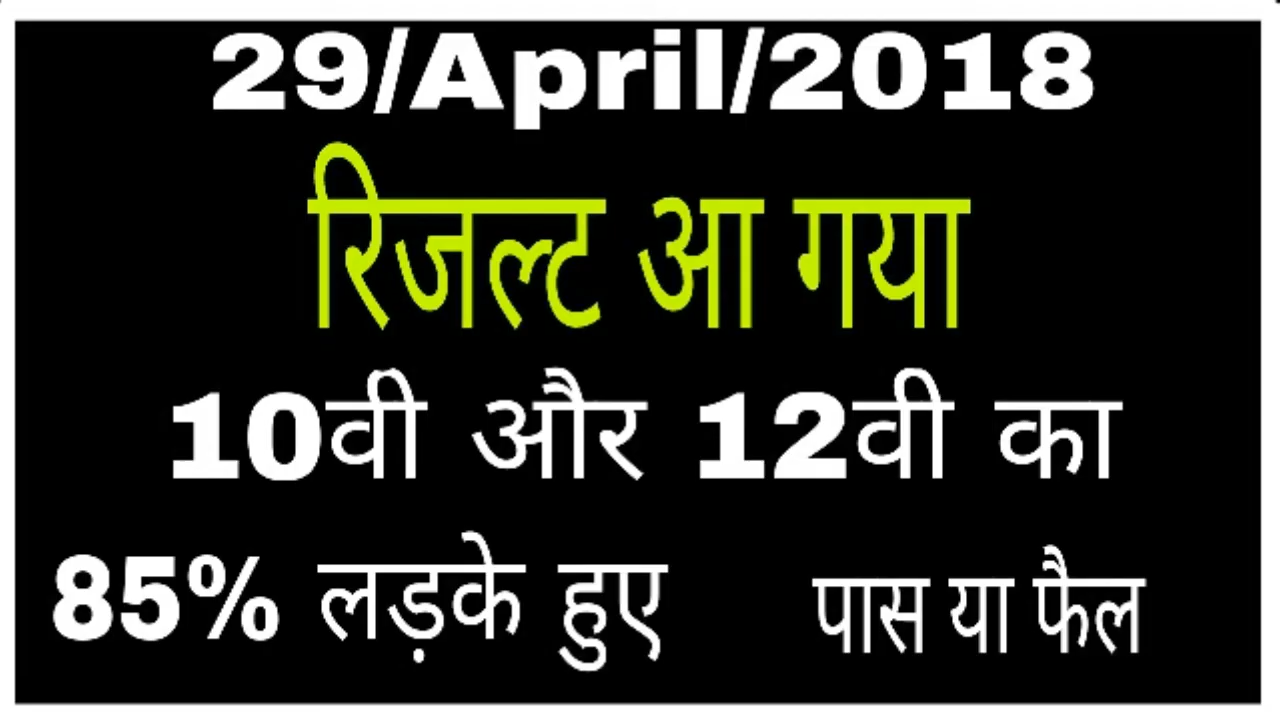 29/April/2018
रिजल्ट आ गया
10वी और 12वी का
85% लड़के हुए पास या फैल